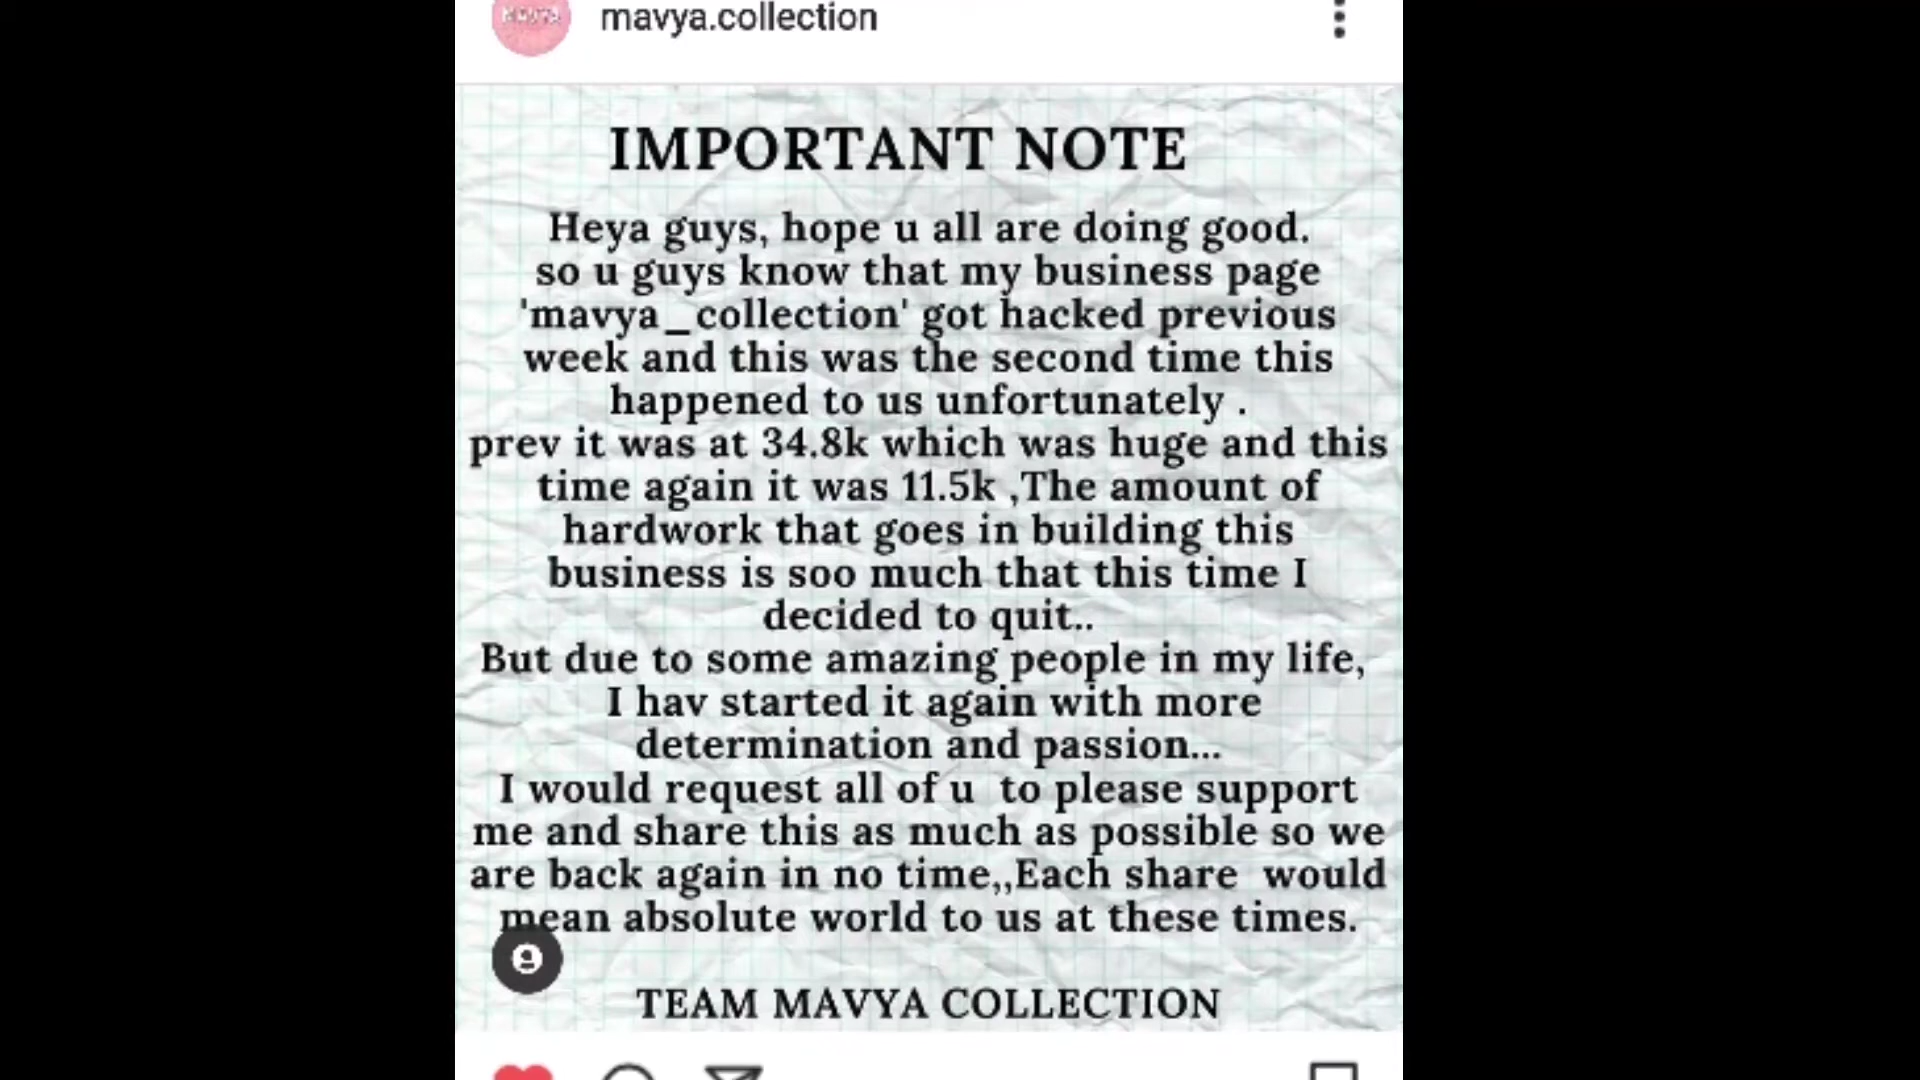 mavya.collection
IMPORTANT NOTE
Heya guys, hope u all are doing good.
so u guys know that my business page
'mavya_collection' got hacked previous
week and this was the second time this
happened to us unfortunately .
prev it was at 34.8k which was huge and this
time again it was 11.5k ,The amount of
hardwork that goes in building this
business is soo much that this time I
decided to quit..
But due to some amazing people in my life,
I hav started it again with more
determination and passion...
I would request all of u  to please support
me and share this as much as possible so we
are back again in no time,,Each share  would
mean absolute world to us at these times.
TEAM MAVYA COLLECTION